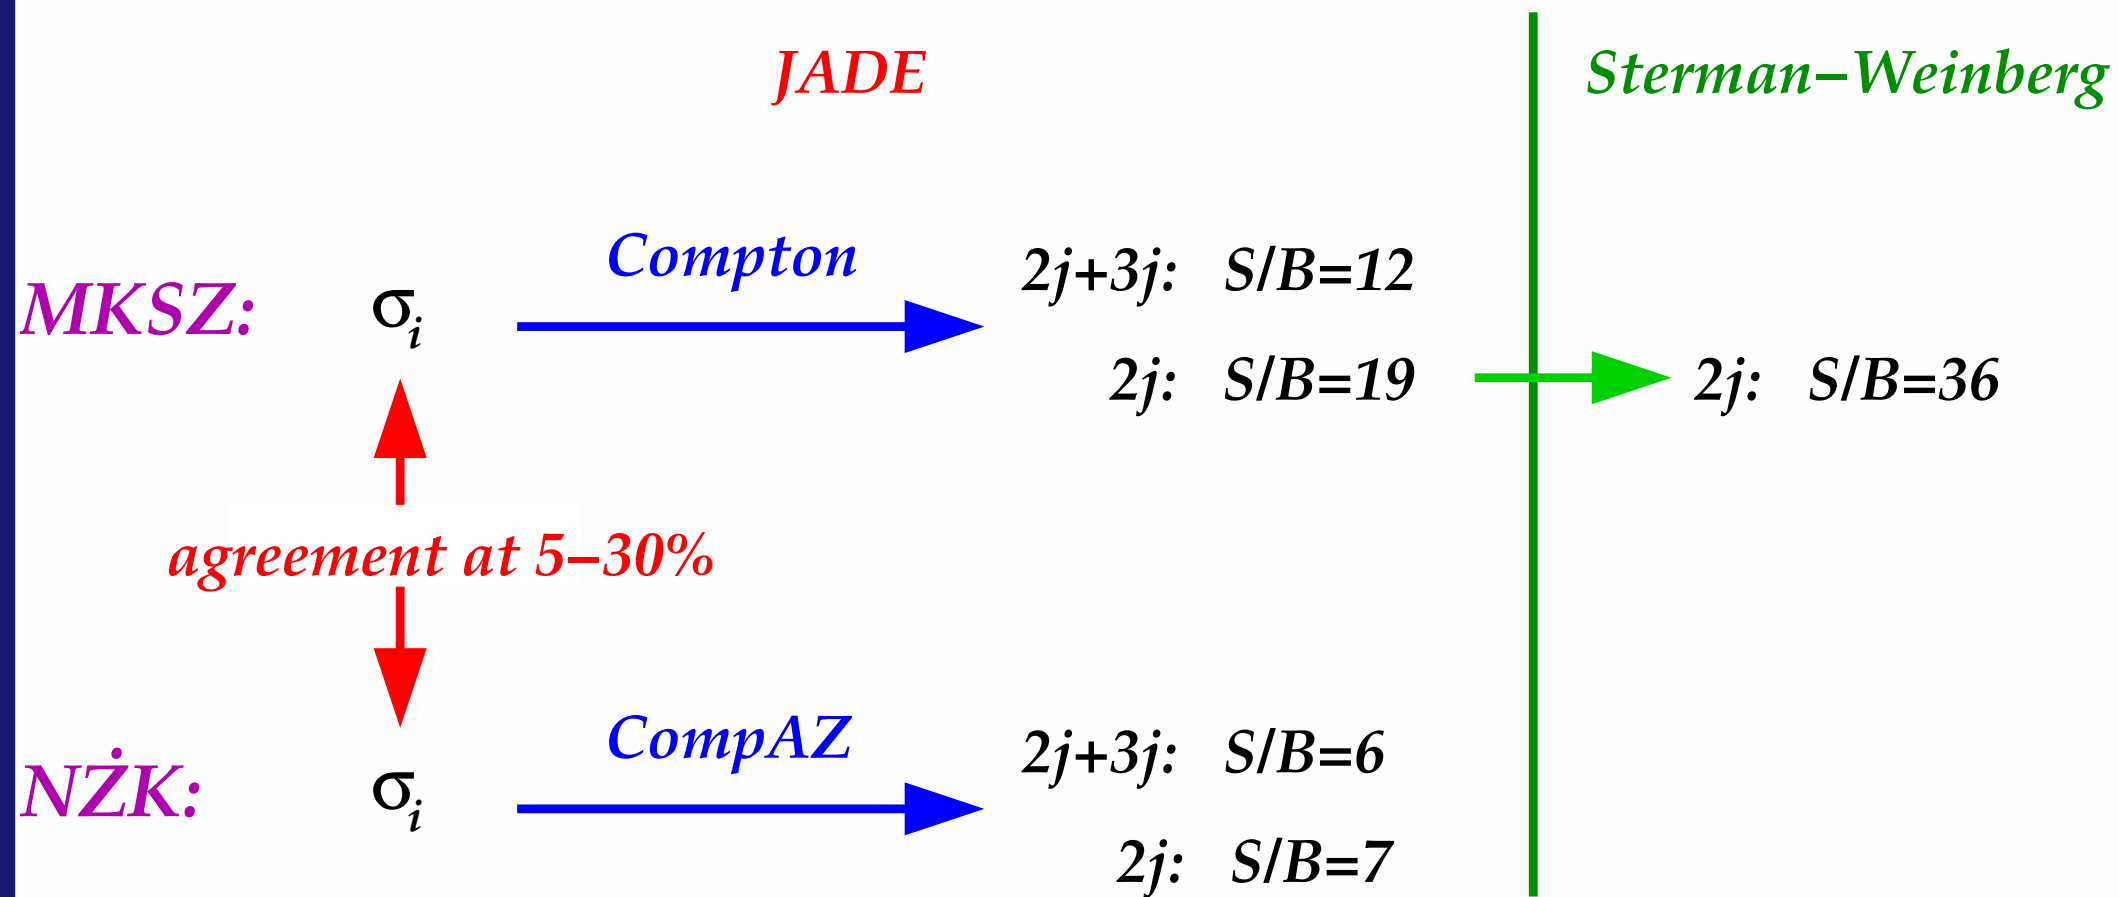 JADE
Sterman–Weinberg
Compton
MKSZ: σi
2j+3j: S/B=12
2j: S/B=19
2j: S/B=36
agreement at 5–30%
CompAZ
NŻK: σi
2j+3j: S/B=6
2j: S/B=7